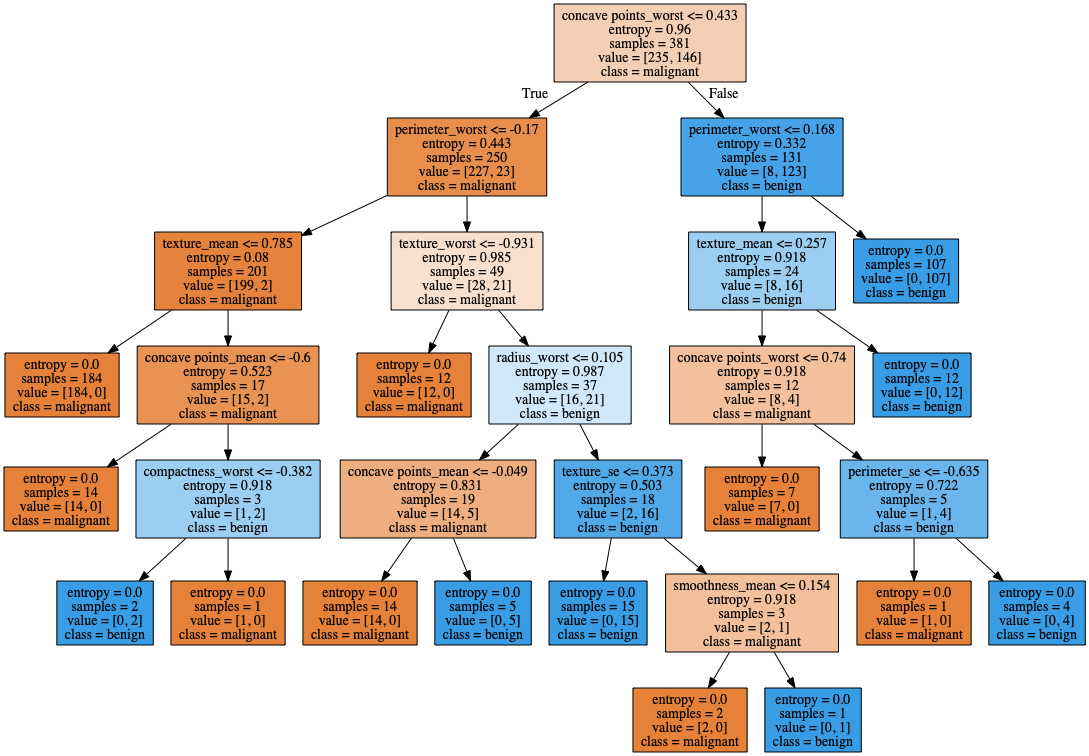 concave points_worst <= 0.433
entropy = 0.96
samples = 381
value = [235, 146]
class = malignant
True
False
perimeter_worst <= -0.17
entropy = 0.443
samples = 250
value = [227, 23]
class = malignant
perimeter_worst <= 0.168
entropy = 0.332
samples = 131
value = [8, 123]
class = benign
texture_mean <= 0.785
entropy = 0.08
samples = 201
value = [199, 2]
class = malignant
texture_worst <= -0.931
entropy = 0.985
samples = 49
value = [28, 21]
class = malignant
texture_mean <= 0.257
entropy = 0.918
samples = 24
value = [8, 16]
class = benign
entropy = 0.0
samples = 107
value = [0, 107]
class = benign
entropy = 0.0
samples = 184
value = [184, 0]
class = malignant
concave points_mean <= -0.6
entropy = 0.523
samples = 17
value = [15, 2]
class = malignant
entropy = 0.0
samples = 12
value = [12, 0]
class = malignant
radius_worst <= 0.105
entropy = 0.987
samples = 37
value = [16, 21]
class = benign
concave points_worst <= 0.74
entropy = 0.918
samples = 12
value = [8, 4]
class = malignant
entropy = 0.0
samples = 12
value = [0, 12]
class = benign
entropy = 0.0
samples = 14
value = [14, 0]
class = malignant
compactness_worst <= -0.382
entropy = 0.918
samples = 3
value = [1, 2]
class = benign
concave points_mean <= -0.049
entropy = 0.831
samples = 19
value = [14, 5]
class = malignant
texture_se <= 0.373
entropy = 0.503
samples = 18
value = [2, 16]
class = benign
entropy = 0.0
samples = 7
value = [7, 0]
class = malignant
perimeter_se <= -0.635
entropy = 0.722
samples = 5
value = [1, 4]
class = benign
entropy = 0.0
samples = 2
value = [0, 2]
class = benign
entropy = 0.0
samples = 1
value = [1, 0]
class = malignant
entropy = 0.0
samples = 14
value = [14, 0]
class = malignant
entropy = 0.0
samples = 5
value = [0, 5]
class = benign
entropy = 0.0
samples = 15
value = [0, 15]
class = benign
smoothness_mean <= 0.154
entropy = 0.918
samples = 3
value = [2, 1]
class = malignant
entropy = 0.0
samples = 1
value = [1, 0]
class = malignant
entropy = 0.0
samples = 4
value = [0, 4]
class = benign
entropy = 0.0
samples = 2
value = [2, 0]
class = malignant
entropy = 0.0
samples = 1
value = [0, 1]
class = benign